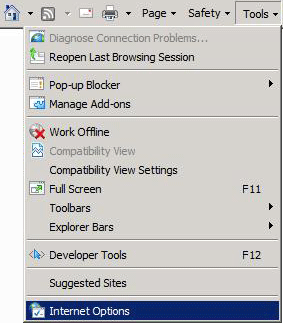 Page Safety Tools
Diagnose Connection Problems...
Reopen Last Browsing Session
Pop-up Blocker
Manage Add-ons
Work Offline
Compatibility View
Compatibility View Settings
Full Screen F11
Toolbars
Explorer Bars
Developer Tools F12
Suggested Sites
Internet Options